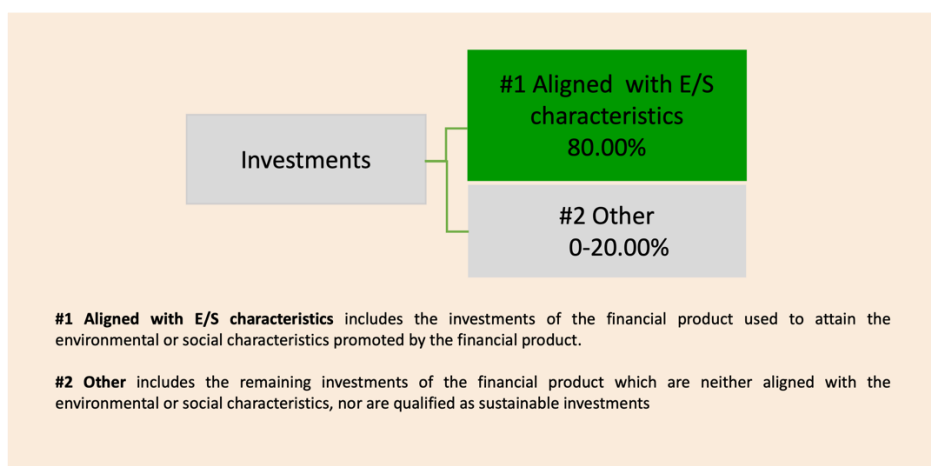 Investments
#1 Aligned with E/S
characteristics
80.00%
#2 Other
0-20.00%
#1 Aligned with E/S characteristics includes the investments of the financial product used to attain the
environmental or social characteristics promoted by the financial product.
#2 Other includes the remaining investments of the financial product which are neither aligned with the
environmental or social characteristics, nor are qualified as sustainable investments